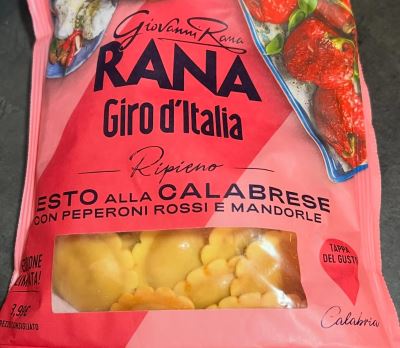 Giovanni Rana
RANA
Giro d'Italia
Ripieno
ESTO ALLA CALABRESE
CON PEPERONI ROSSI E MANDORLE
TAPPA
DEL GUSTO
Calabria